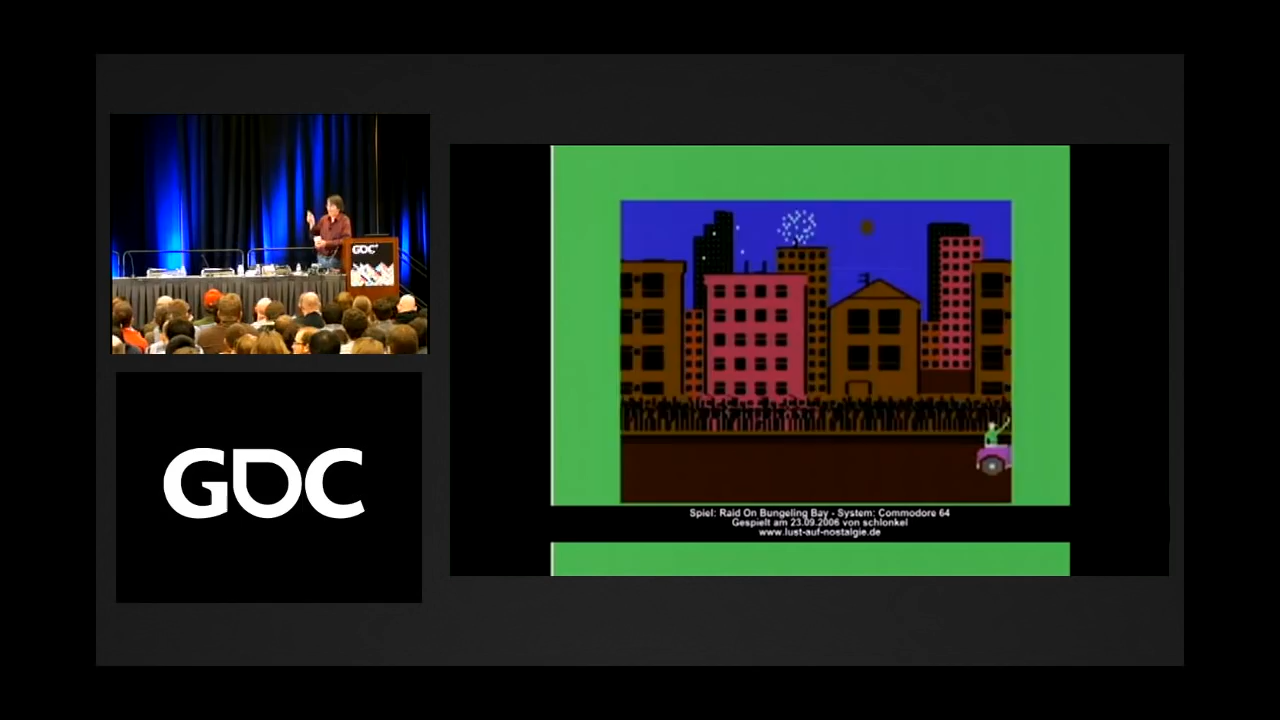 GDC
GDC
Spiel: Raid On Bungeling Bay - System: Commodore 64
Gespielt am 23.09.2006 von schlonkel
www.lust-auf-nostalgie.de